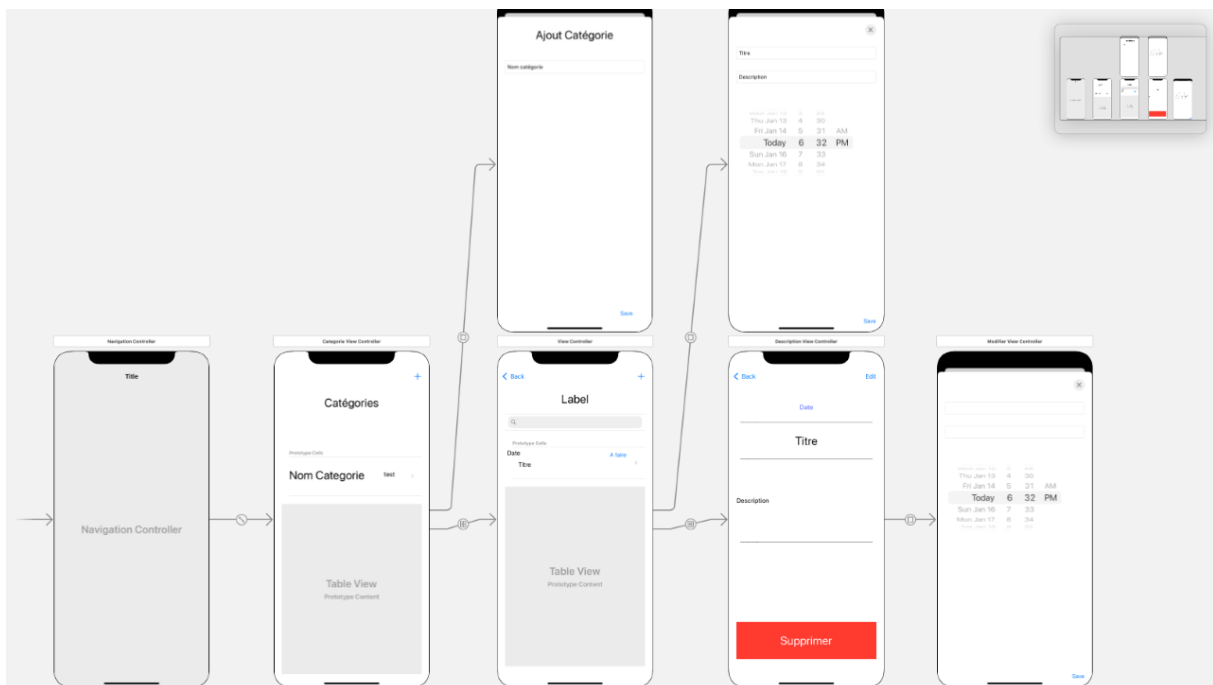 Ajout Catégorie
Nom catégorie
Save
Titre
Description
Thu Jan 13 4 30
Fri Jan 14 5 31 AM
Today 6 32 PM
Sun Jan 16 7 33
Mon Jan 17 8 34
Save
Navigation Controller
Title
Navigation Controller
Categorie View Controller
Catégories
Prototype Cells
Nom Categorie test
Table View
Prototype Content
View Controller
Back
Label
Prototype Cells
Date A faire
Titre
Table View
Prototype Content
Description View Controller
Back Edit
Date
Titre
Description
Supprimer
Modifier View Controller
Thu Jan 13 4 30
Fri Jan 14 5 31 AM
Today 6 32 PM
Sun Jan 16 7 33
Mon Jan 17 8 34
Save